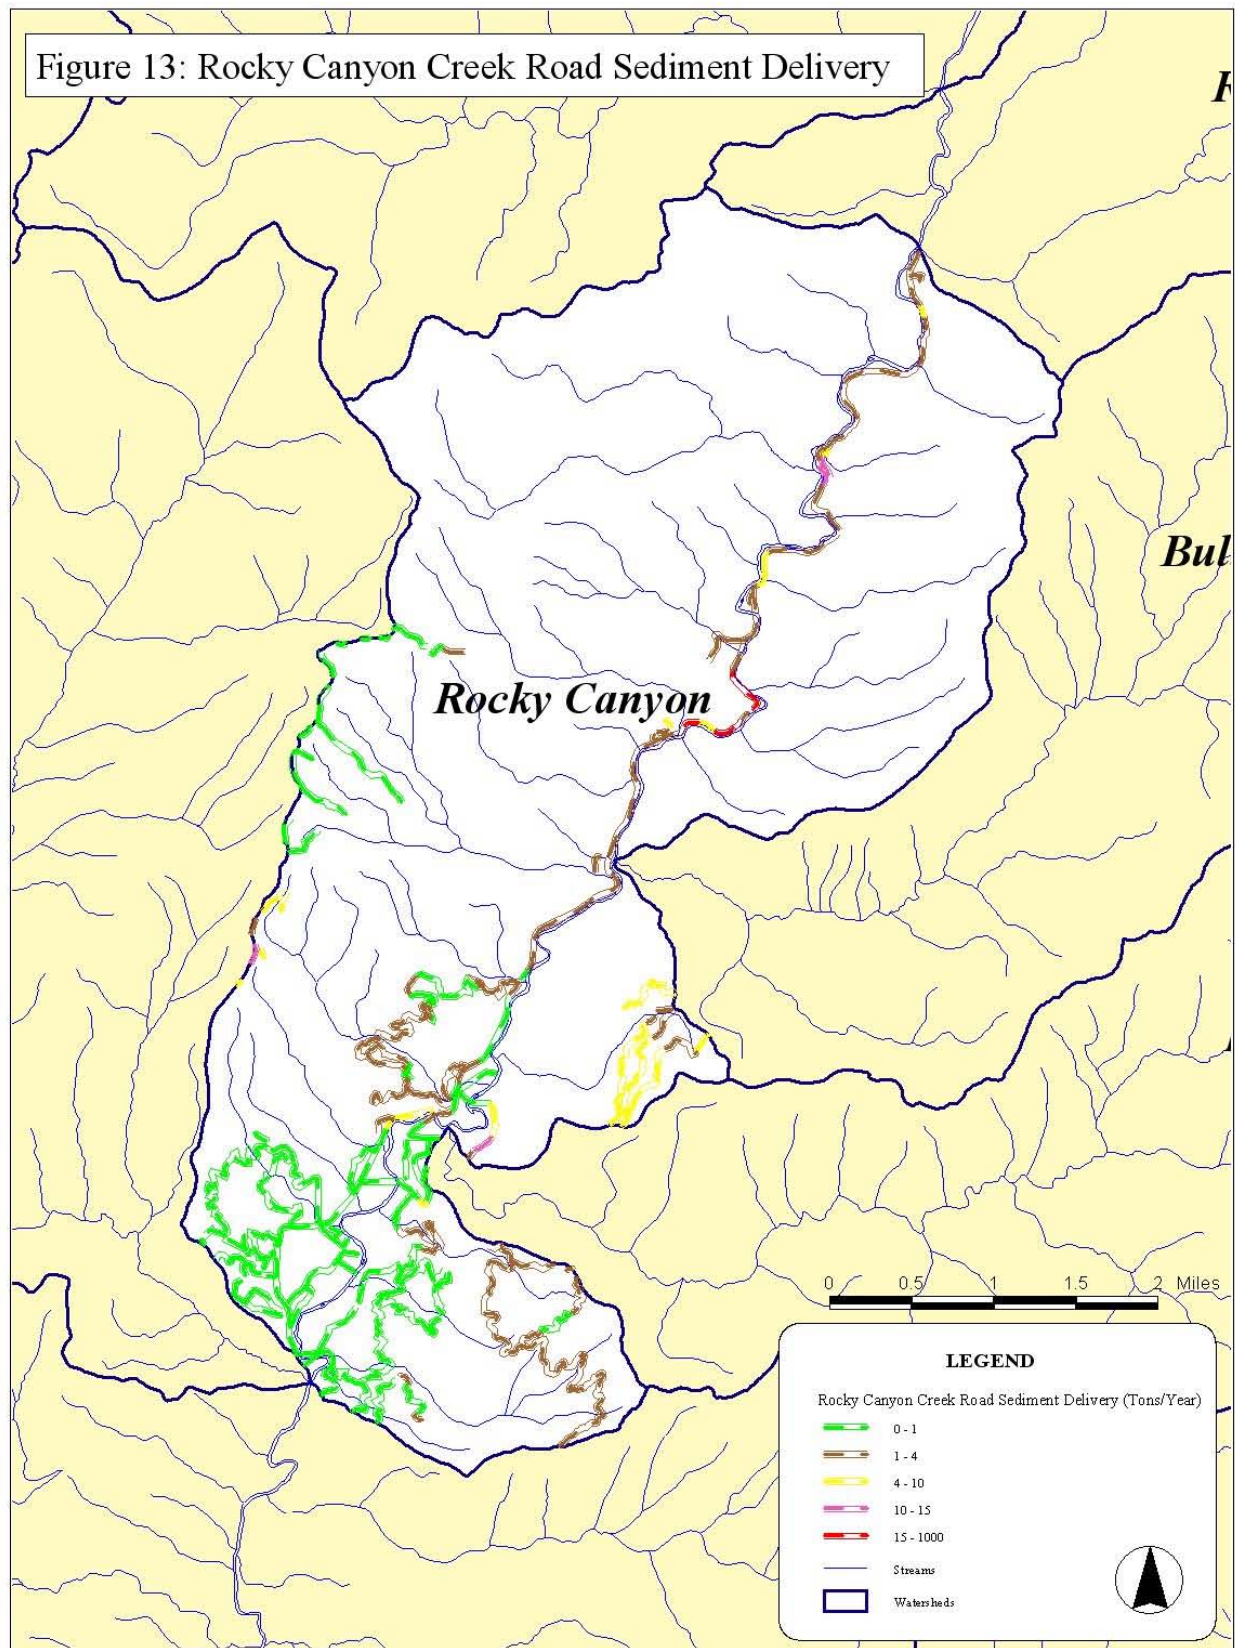 Figure 13: Rocky Canyon Creek Road Sediment Delivery
Bul
Rocky Canyon
0 0.5 1 1.5 2 Miles
LEGEND
Rocky Canyon Creek Road Sediment Delivery (Tons/Year)
0 - 1
1 - 4
4 - 10
10 - 15
15 - 1000
Streams
Watersheds